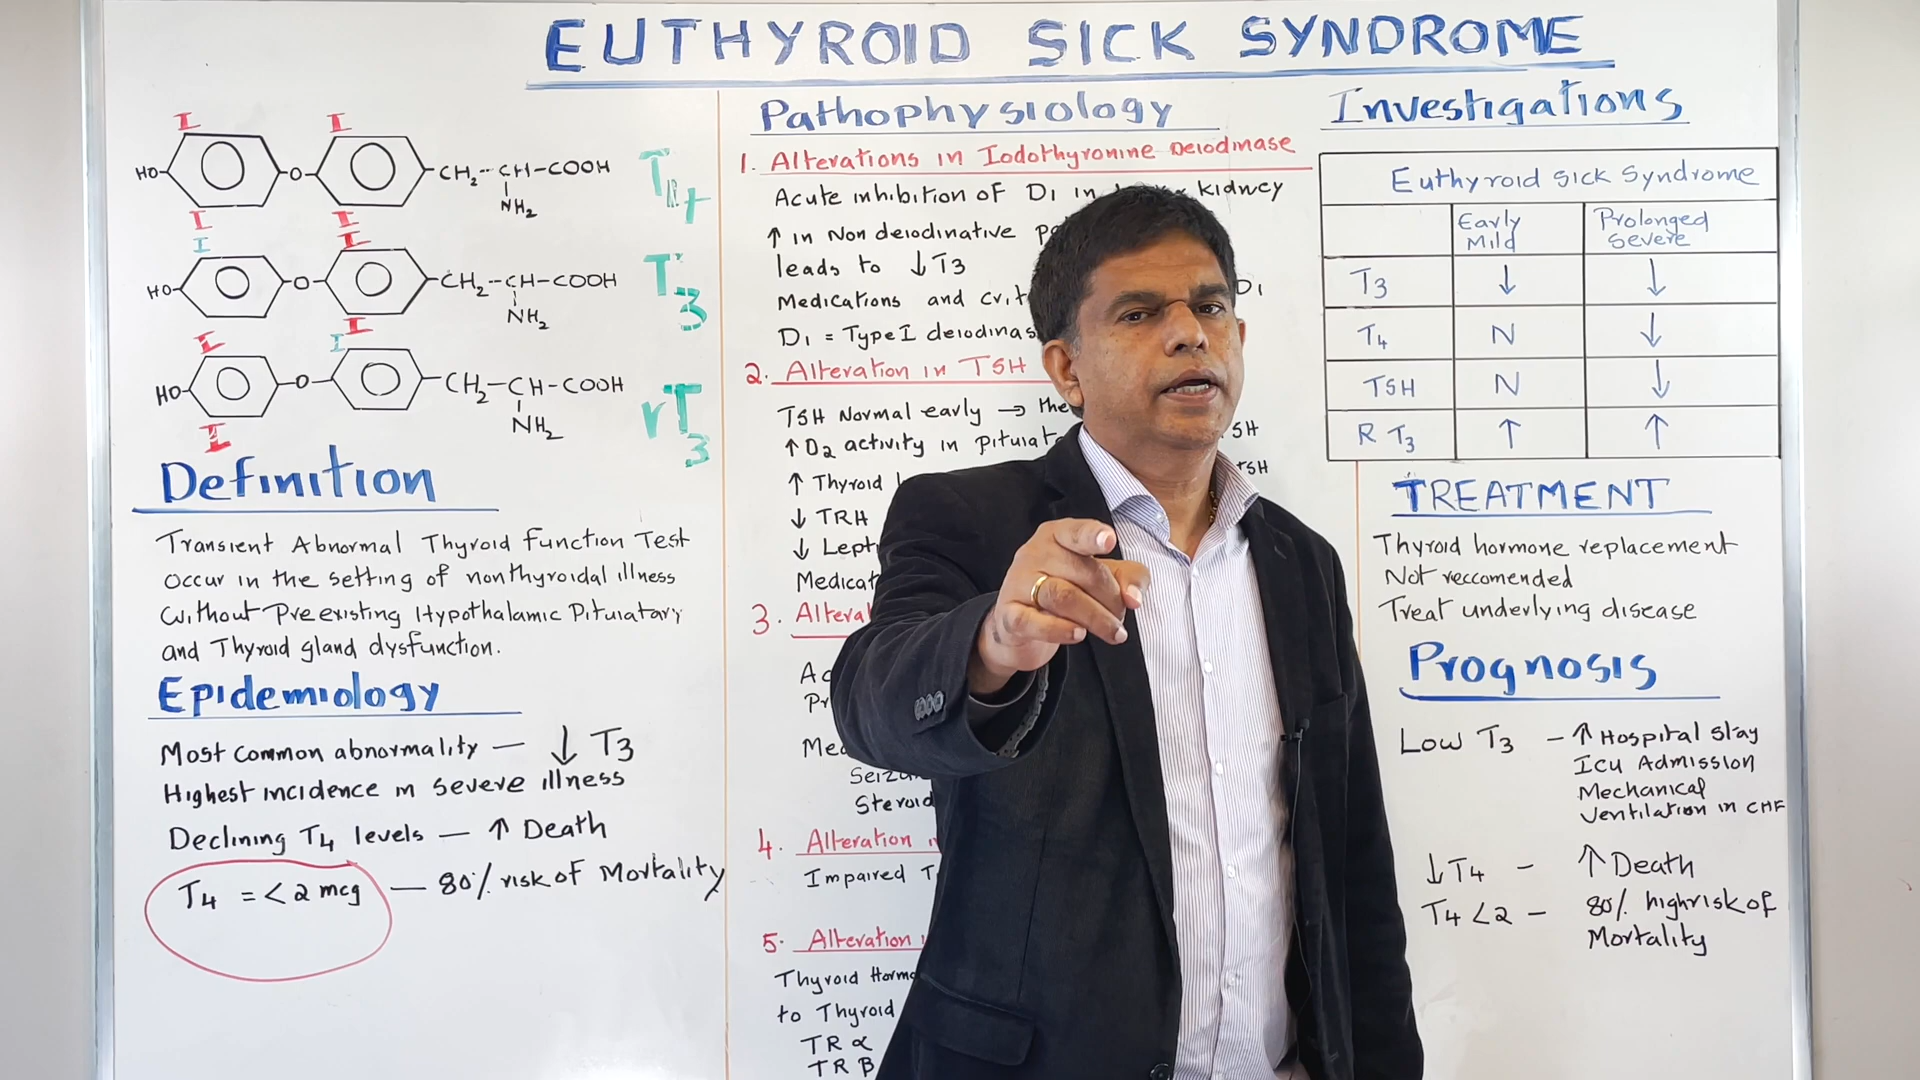 EUTHYROID SICK SYNDROME
I I
HO- -O- -CH2--CH-COOH T4
NH2
I I
I I
HO- -O- -CH2--CH-COOH T3
NH2
I
I I
HO- -O- -CH2-CH-COOH rT3
NH2
I
Definition
Transient Abnormal Thyroid Function Test
occur in the setting of nonthyroidal illness
Without Preexisting Hypothalamic Pituiatary
and Thyroid gland dysfunction.
Epidemiology
Most common abnormality — ↓ T3
Highest incidence in severe illness
Declining T4 levels — ↑ Death
T4 = < 2 mcg — 80% risk of Mortality
Pathophysiology
1. Alterations in Iodothyronine Deiodinase
Acute inhibition of D1 in kidney
↑ in Non deiodinative
leads to ↓ T3
Medications and D1
D1 = Type I
2. Alteration in TSH
TSH Normal early →
↑ D2 activity in SH
↑ Thyroid TSH
↓ TRH
↓
3.
4. Alteration
Impaired
5. Alteration
Thyroid
to Thyroid
TR α
TR β
Investigations
Euthyroid Sick Syndrome
Early Mild Prolonged Severe
T3 ↓ ↓
T4 N ↓
TSH N ↓
R T3 ↑ ↑
TREATMENT
Thyroid hormone replacement
Not reccomended
Treat underlying disease
Prognosis
Low T3 – ↑ Hospital stay
ICU Admission
Mechanical
Ventilation in CHF
↓ T4 – ↑ Death
T4 < 2 – 80% high risk of
Mortality